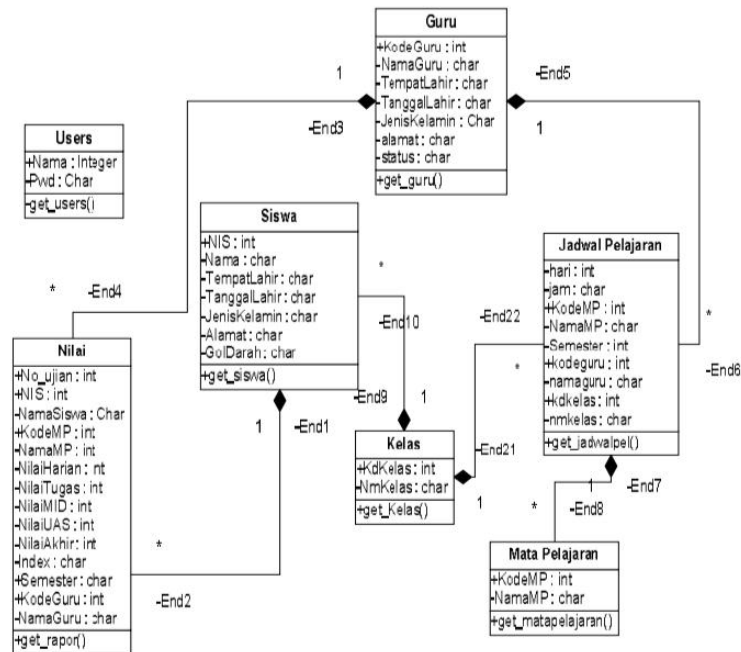 Guru
+KodeGuru : int
-NamaGuru : char
-TempatLahir : char
-TanggalLahir : char
-JenisKelamin : Char
-alamat : char
-status : char
+get_guru()
1
-End3
-End5
1
Users
+Nama : Integer
-Pwd : Char
-get_users()
Siswa
+NIS : int
-Nama : char
-TempatLahir : char
-TanggalLahir : char
-JenisKelamin : char
-Alamat : char
-GolDarah : char
+get_siswa()
*
-End10
-End9
1
1
-End1
*
-End4
Nilai
+No_ujian : int
+NIS : int
-NamaSiswa : Char
+KodeMP : int
-NamaMP : int
-NilaiHarian : int
-NilaiTugas : int
-NilaiMID : int
-NilaiUAS : int
-NilaiAkhir : int
-Index : char
+Semester : char
+KodeGuru : int
-NamaGuru : char
+get_rapor()
*
-End2
Jadwal Pelajaran
-hari : int
-jam : char
+KodeMP : int
-NamaMP : char
-Semester : int
+kodeguru : int
-namaguru : char
+kdkelas : int
-nmkelas : char
+get_jadwalpel()
*
-End6
-End22
*
Kelas
+KdKelas : int
-NmKelas : char
+get_Kelas()
-End21
1
1
-End7
*
-End8
Mata Pelajaran
+KodeMP : int
-NamaMP : char
+get_matapelajaran()